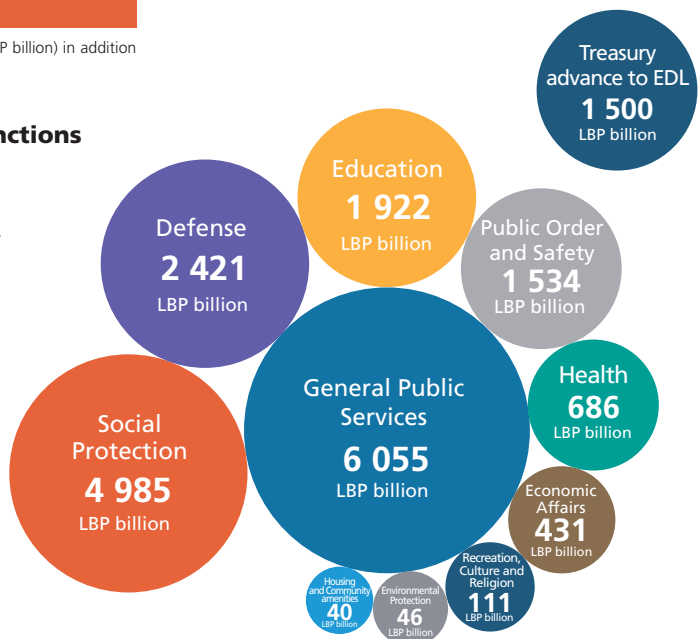 P billion) in addition
nctions
Treasury
advance to EDL
1 500
LBP billion
Education
1 922
LBP billion
Defense
2 421
LBP billion
Public Order
and Safety
1 534
LBP billion
General Public
Services
6 055
LBP billion
Health
686
LBP billion
Social
Protection
4 985
LBP billion
Economic
Affairs
431
LBP billion
Recreation,
Culture and
Religion
111
LBP billion
Environmental
Protection
46
LBP billion
Housing
and Community
amenities
40
LBP billion